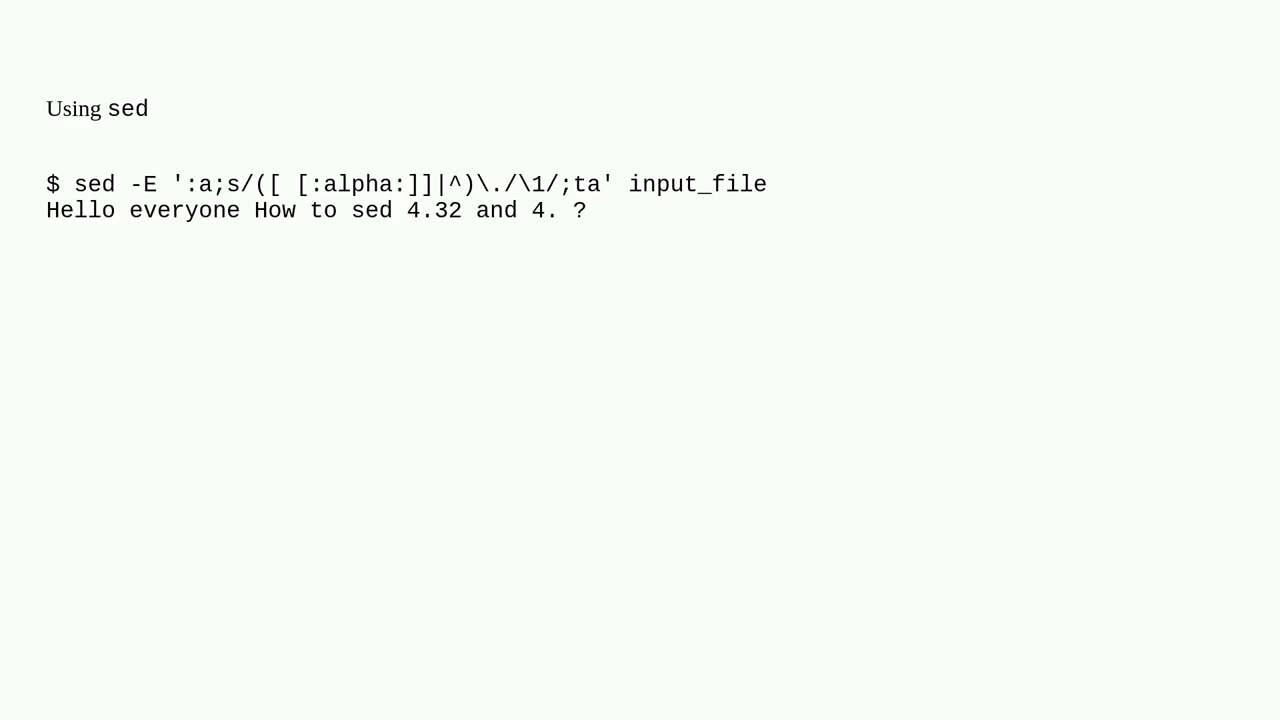 Using sed
$ sed -E ':a;s/([ [:alpha:]]|^)\./\1/;ta' input_file
Hello everyone How to sed 4.32 and 4. ?